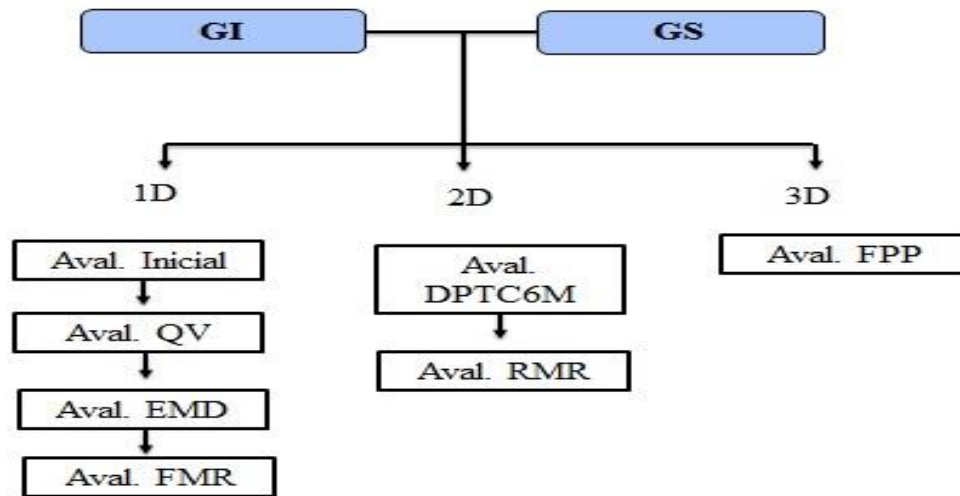 GI
GS
1D
2D
3D
Aval. Inicial
Aval. QV
Aval. EMD
Aval. FMR
Aval.
DPTC6M
Aval. RMR
Aval. FPP